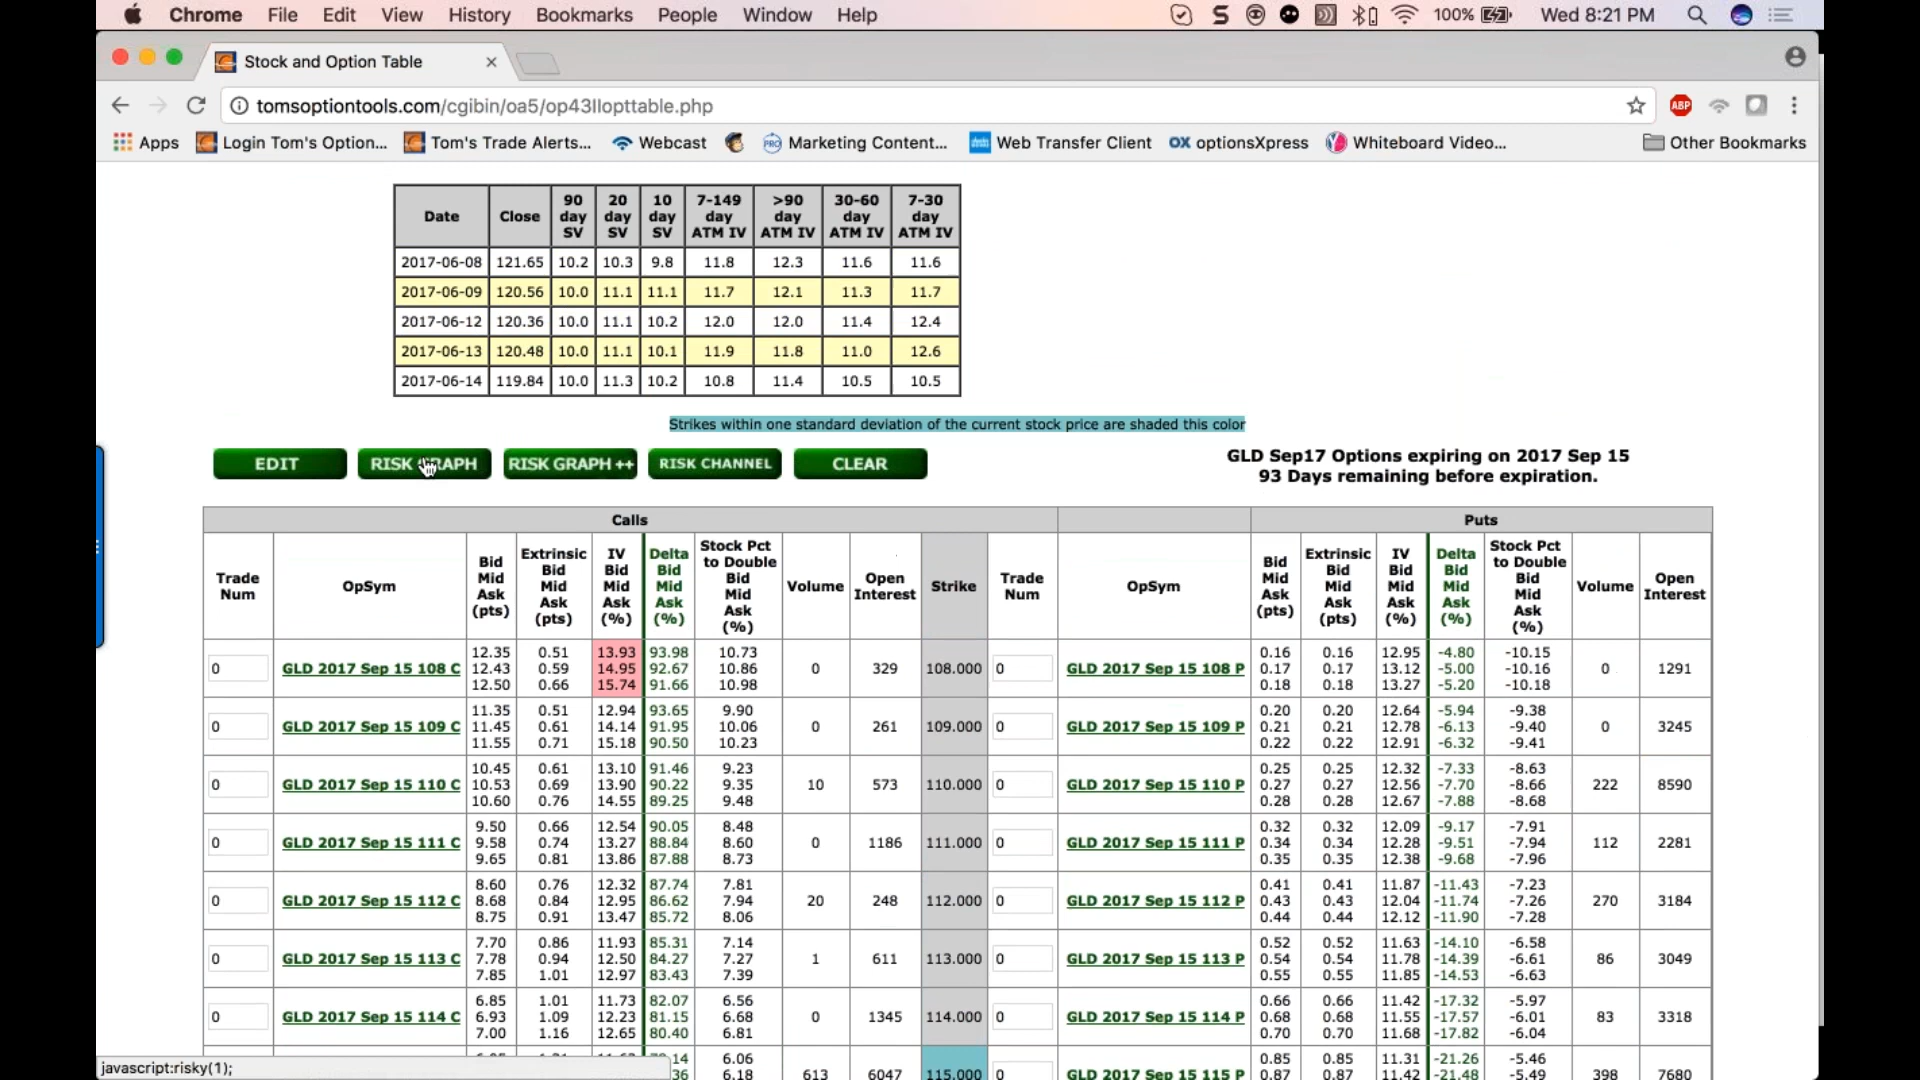 Chrome File Edit View History Bookmarks People Window Help 100% Wed 8:21 PM
Stock and Option Table
tomsoptiontools.com/cgibin/oa5/op43llopttable.php
Apps Login Tom's Option... Tom's Trade Alerts... Webcast Marketing Content... Web Transfer Client optionsXpress Whiteboard Video... Other Bookmarks
Date Close 90 day SV 20 day SV 10 day SV 7-149 day ATM IV >90 day ATM IV 30-60 day ATM IV 7-30 day ATM IV
2017-06-08 121.65 10.2 10.3 9.8 11.8 12.3 11.6 11.6
2017-06-09 120.56 10.0 11.1 11.1 11.7 12.1 11.3 11.7
2017-06-12 120.36 10.0 11.1 10.2 12.0 12.0 11.4 12.4
2017-06-13 120.48 10.0 11.1 10.1 11.9 11.8 11.0 12.6
2017-06-14 119.84 10.0 11.3 10.2 10.8 11.4 10.5 10.5
Strikes within one standard deviation of the current stock price are shaded this color
EDIT RISK GRAPH RISK GRAPH ++ RISK CHANNEL CLEAR
GLD Sep17 Options expiring on 2017 Sep 15
93 Days remaining before expiration.
Calls Puts
Trade Num OpSym Bid Mid Ask (pts) Extrinsic Bid Mid Ask (pts) IV Bid Mid Ask (%) Delta Bid Mid Ask (%) Stock Pct to Double Bid Mid Ask (%) Volume Open Interest Strike Trade Num OpSym Bid Mid Ask (pts) Extrinsic Bid Mid Ask (pts) IV Bid Mid Ask (%) Delta Bid Mid Ask (%) Stock Pct to Double Bid Mid Ask (%) Volume Open Interest
12.35 0.51 13.93 93.98 10.73 0.16 0.16 12.95 -4.80 -10.15
0 GLD 2017 Sep 15 108 C 12.43 0.59 14.95 92.67 10.86 0 329 108.000 0 GLD 2017 Sep 15 108 P 0.17 0.17 13.12 -5.00 -10.16 0 1291
12.50 0.66 15.74 91.66 10.98 0.18 0.18 13.27 -5.20 -10.18
11.35 0.51 12.94 93.65 9.90 0.20 0.20 12.64 -5.94 -9.38
0 GLD 2017 Sep 15 109 C 11.45 0.61 14.14 91.95 10.06 0 261 109.000 0 GLD 2017 Sep 15 109 P 0.21 0.21 12.78 -6.13 -9.40 0 3245
11.55 0.71 15.18 90.50 10.23 0.22 0.22 12.91 -6.32 -9.41
10.45 0.61 13.10 91.46 9.23 0.25 0.25 12.32 -7.33 -8.63
0 GLD 2017 Sep 15 110 C 10.53 0.69 13.90 90.22 9.35 10 573 110.000 0 GLD 2017 Sep 15 110 P 0.27 0.27 12.56 -7.70 -8.66 222 8590
10.60 0.76 14.55 89.25 9.48 0.28 0.28 12.67 -7.88 -8.68
9.50 0.66 12.54 90.05 8.48 0.32 0.32 12.09 -9.17 -7.91
0 GLD 2017 Sep 15 111 C 9.58 0.74 13.27 88.84 8.60 0 1186 111.000 0 GLD 2017 Sep 15 111 P 0.34 0.34 12.28 -9.51 -7.94 112 2281
9.65 0.81 13.86 87.88 8.73 0.35 0.35 12.38 -9.68 -7.96
8.60 0.76 12.32 87.74 7.81 0.41 0.41 11.87 -11.43 -7.23
0 GLD 2017 Sep 15 112 C 8.68 0.84 12.95 86.62 7.94 20 248 112.000 0 GLD 2017 Sep 15 112 P 0.43 0.43 12.04 -11.74 -7.26 270 3184
8.75 0.91 13.47 85.72 8.06 0.44 0.44 12.12 -11.90 -7.28
7.70 0.86 11.93 85.31 7.14 0.52 0.52 11.63 -14.10 -6.58
0 GLD 2017 Sep 15 113 C 7.78 0.94 12.50 84.27 7.27 1 611 113.000 0 GLD 2017 Sep 15 113 P 0.54 0.54 11.78 -14.39 -6.61 86 3049
7.85 1.01 12.97 83.43 7.39 0.55 0.55 11.85 -14.53 -6.63
6.85 1.01 11.73 82.07 6.56 0.66 0.66 11.42 -17.32 -5.97
0 GLD 2017 Sep 15 114 C 6.93 1.09 12.23 81.15 6.68 0 1345 114.000 0 GLD 2017 Sep 15 114 P 0.68 0.68 11.55 -17.57 -6.01 83 3318
7.00 1.16 12.65 80.40 6.81 0.70 0.70 11.68 -17.82 -6.04
6.06 0.85 0.85 11.31 -21.26 -5.46
6.18 613 6047 115.000 0 GLD 2017 Sep 15 115 P 0.87 0.87 11.42 -21.48 -5.49 398 7680
javascript:risky(1);